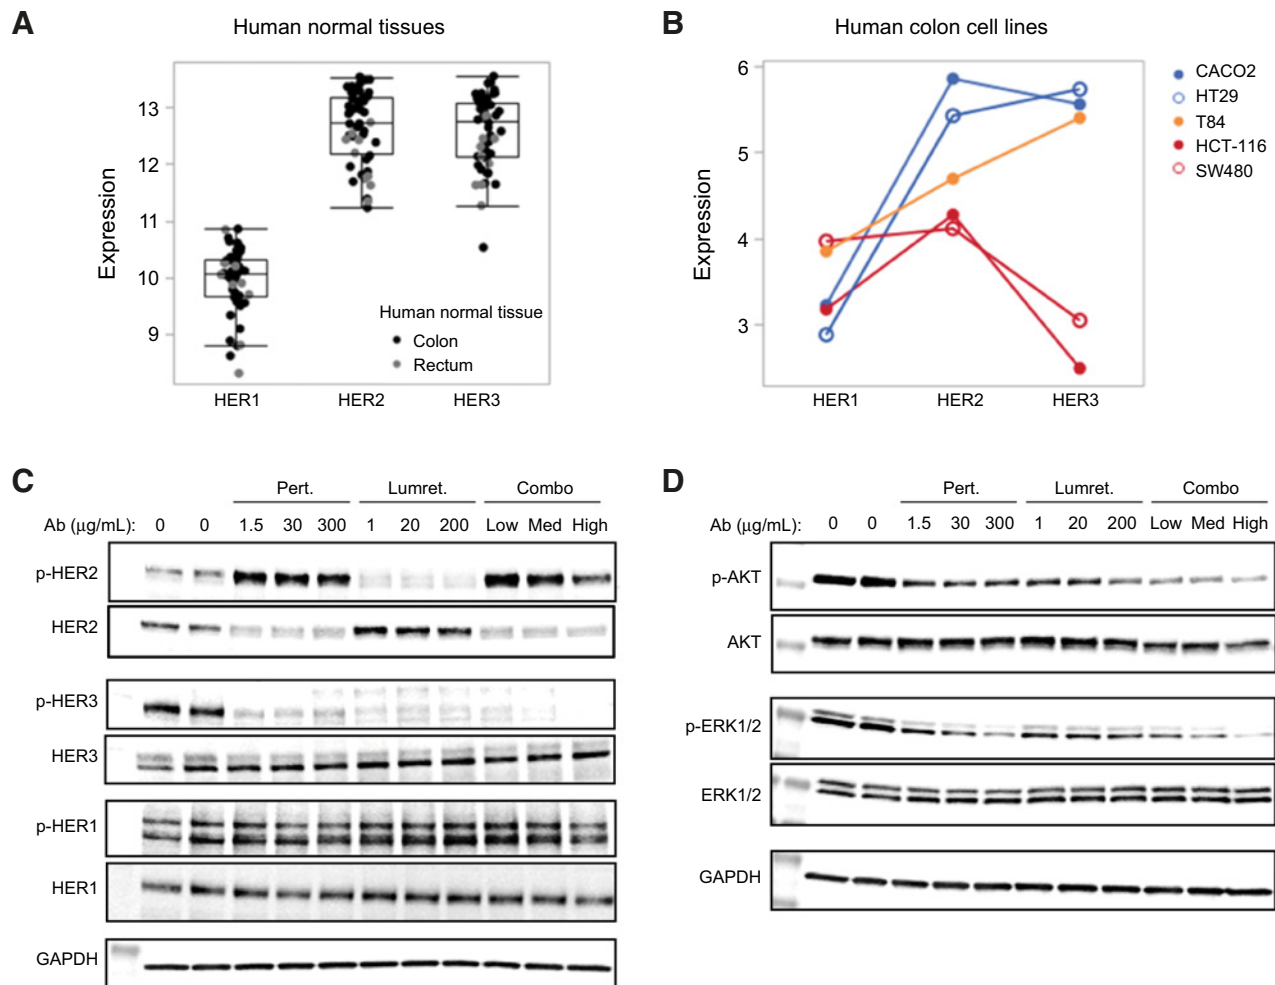 A
Human normal tissues
Expression
13
12
11
10
9
Human normal tissue
Colon
Rectum
HER1 HER2 HER3
B
Human colon cell lines
Expression
6
5
4
3
HER1 HER2 HER3
CACO2
HT29
T84
HCT-116
SW480
C
Pert. Lumret. Combo
Ab (µg/mL): 0 0 1.5 30 300 1 20 200 Low Med High
p-HER2
HER2
p-HER3
HER3
p-HER1
HER1
GAPDH
D
Pert. Lumret. Combo
Ab (µg/mL): 0 0 1.5 30 300 1 20 200 Low Med High
p-AKT
AKT
p-ERK1/2
ERK1/2
GAPDH